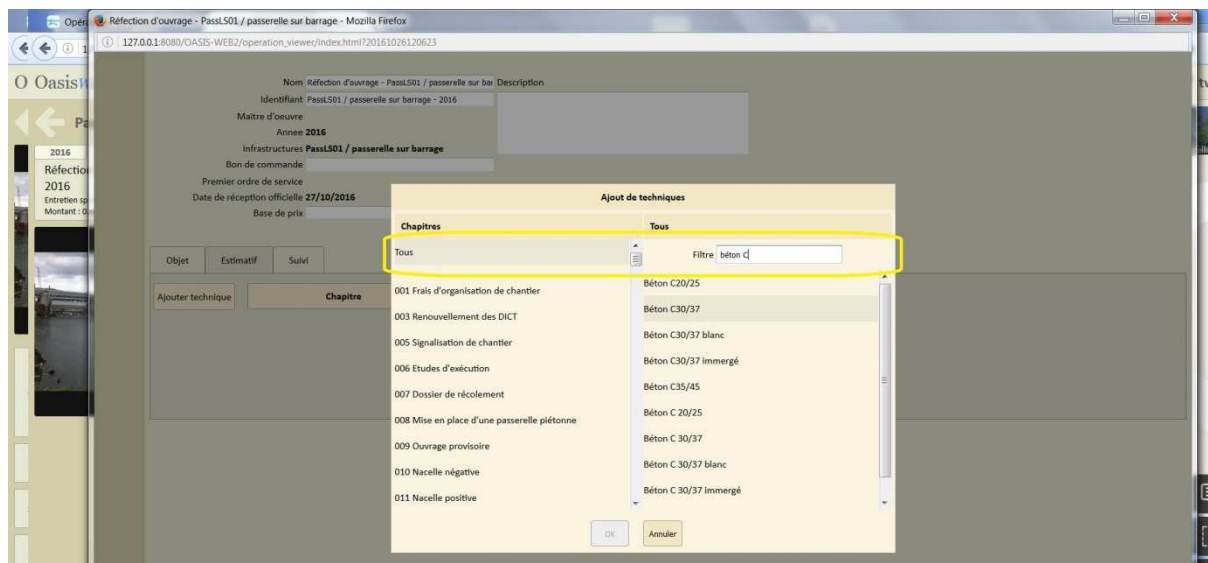 Opér
Réfection d'ouvrage - PassLS01 / passerelle sur barrage - Mozilla Firefox
127.0.0.1:8080/OASIS-WEB2/operation_viewer/index.html?20161026120623
Oasis
Nom Réfection d'ouvrage - PassLS01 / passerelle sur bar Description
Identifiant PassLS01 / passerelle sur barrage - 2016
Maitre d'oeuvre
Annee 2016
Infrastructures PassLS01 / passerelle sur barrage
Bon de commande
Premier ordre de service
Date de réception officielle 27/10/2016
Base de prix
2016
Réfection
2016
Entretien sp
Montant : 0
Objet Estimatif Suivi
Ajouter technique Chapitre
Ajout de techniques
Chapitres Tous
Tous Filtre béton C
001 Frais d'organisation de chantier
003 Renouvellement des DICT
005 Signalisation de chantier
006 Etudes d'exécution
007 Dossier de récolement
008 Mise en place d'une passerelle piétonne
009 Ouvrage provisoire
010 Nacelle négative
011 Nacelle positive
Béton C20/25
Béton C30/37
Béton C30/37 blanc
Béton C30/37 immergé
Béton C35/45
Béton C 20/25
Béton C 30/37
Béton C 30/37 blanc
Béton C 30/37 immergé
OK Annuler